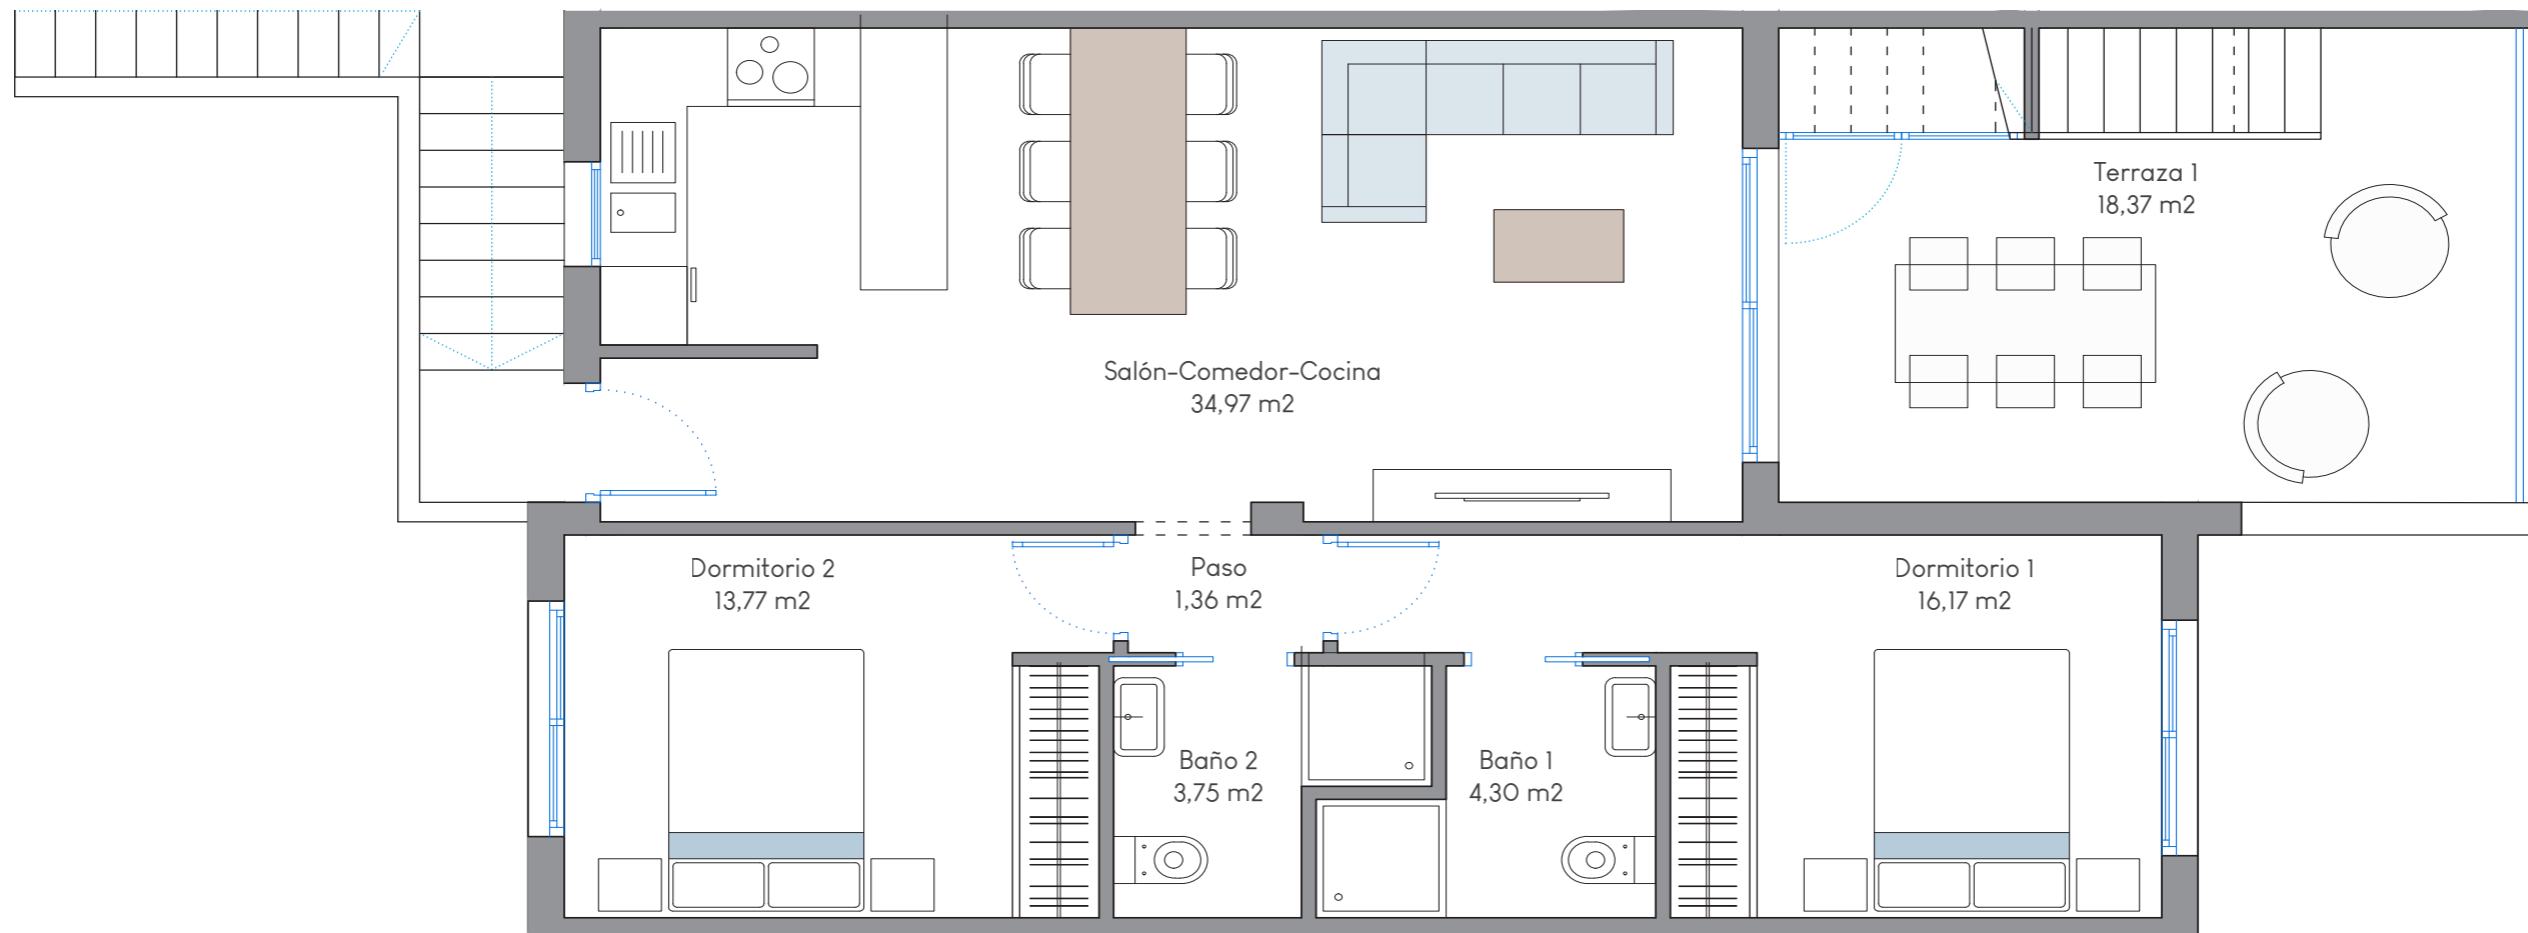 Terraza 1
18,37 m2
Salón-Comedor-Cocina
34,97 m2
Dormitorio 2
13,77 m2
Paso
1,36 m2
Dormitorio 1
16,17 m2
Baño 2
3,75 m2
Baño 1
4,30 m2